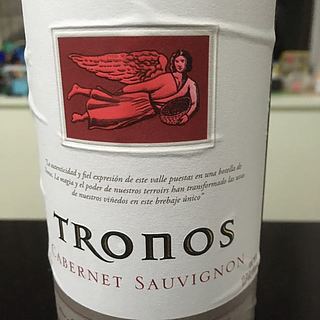 "La autenticidad y fiel expresión de este valle puestas en una botella de
La magia y el poder de nuestros terroirs han transformado las uvas
de nuestros viñedos en este brebaje único"
TRONOS
CABERNET SAUVIGNON